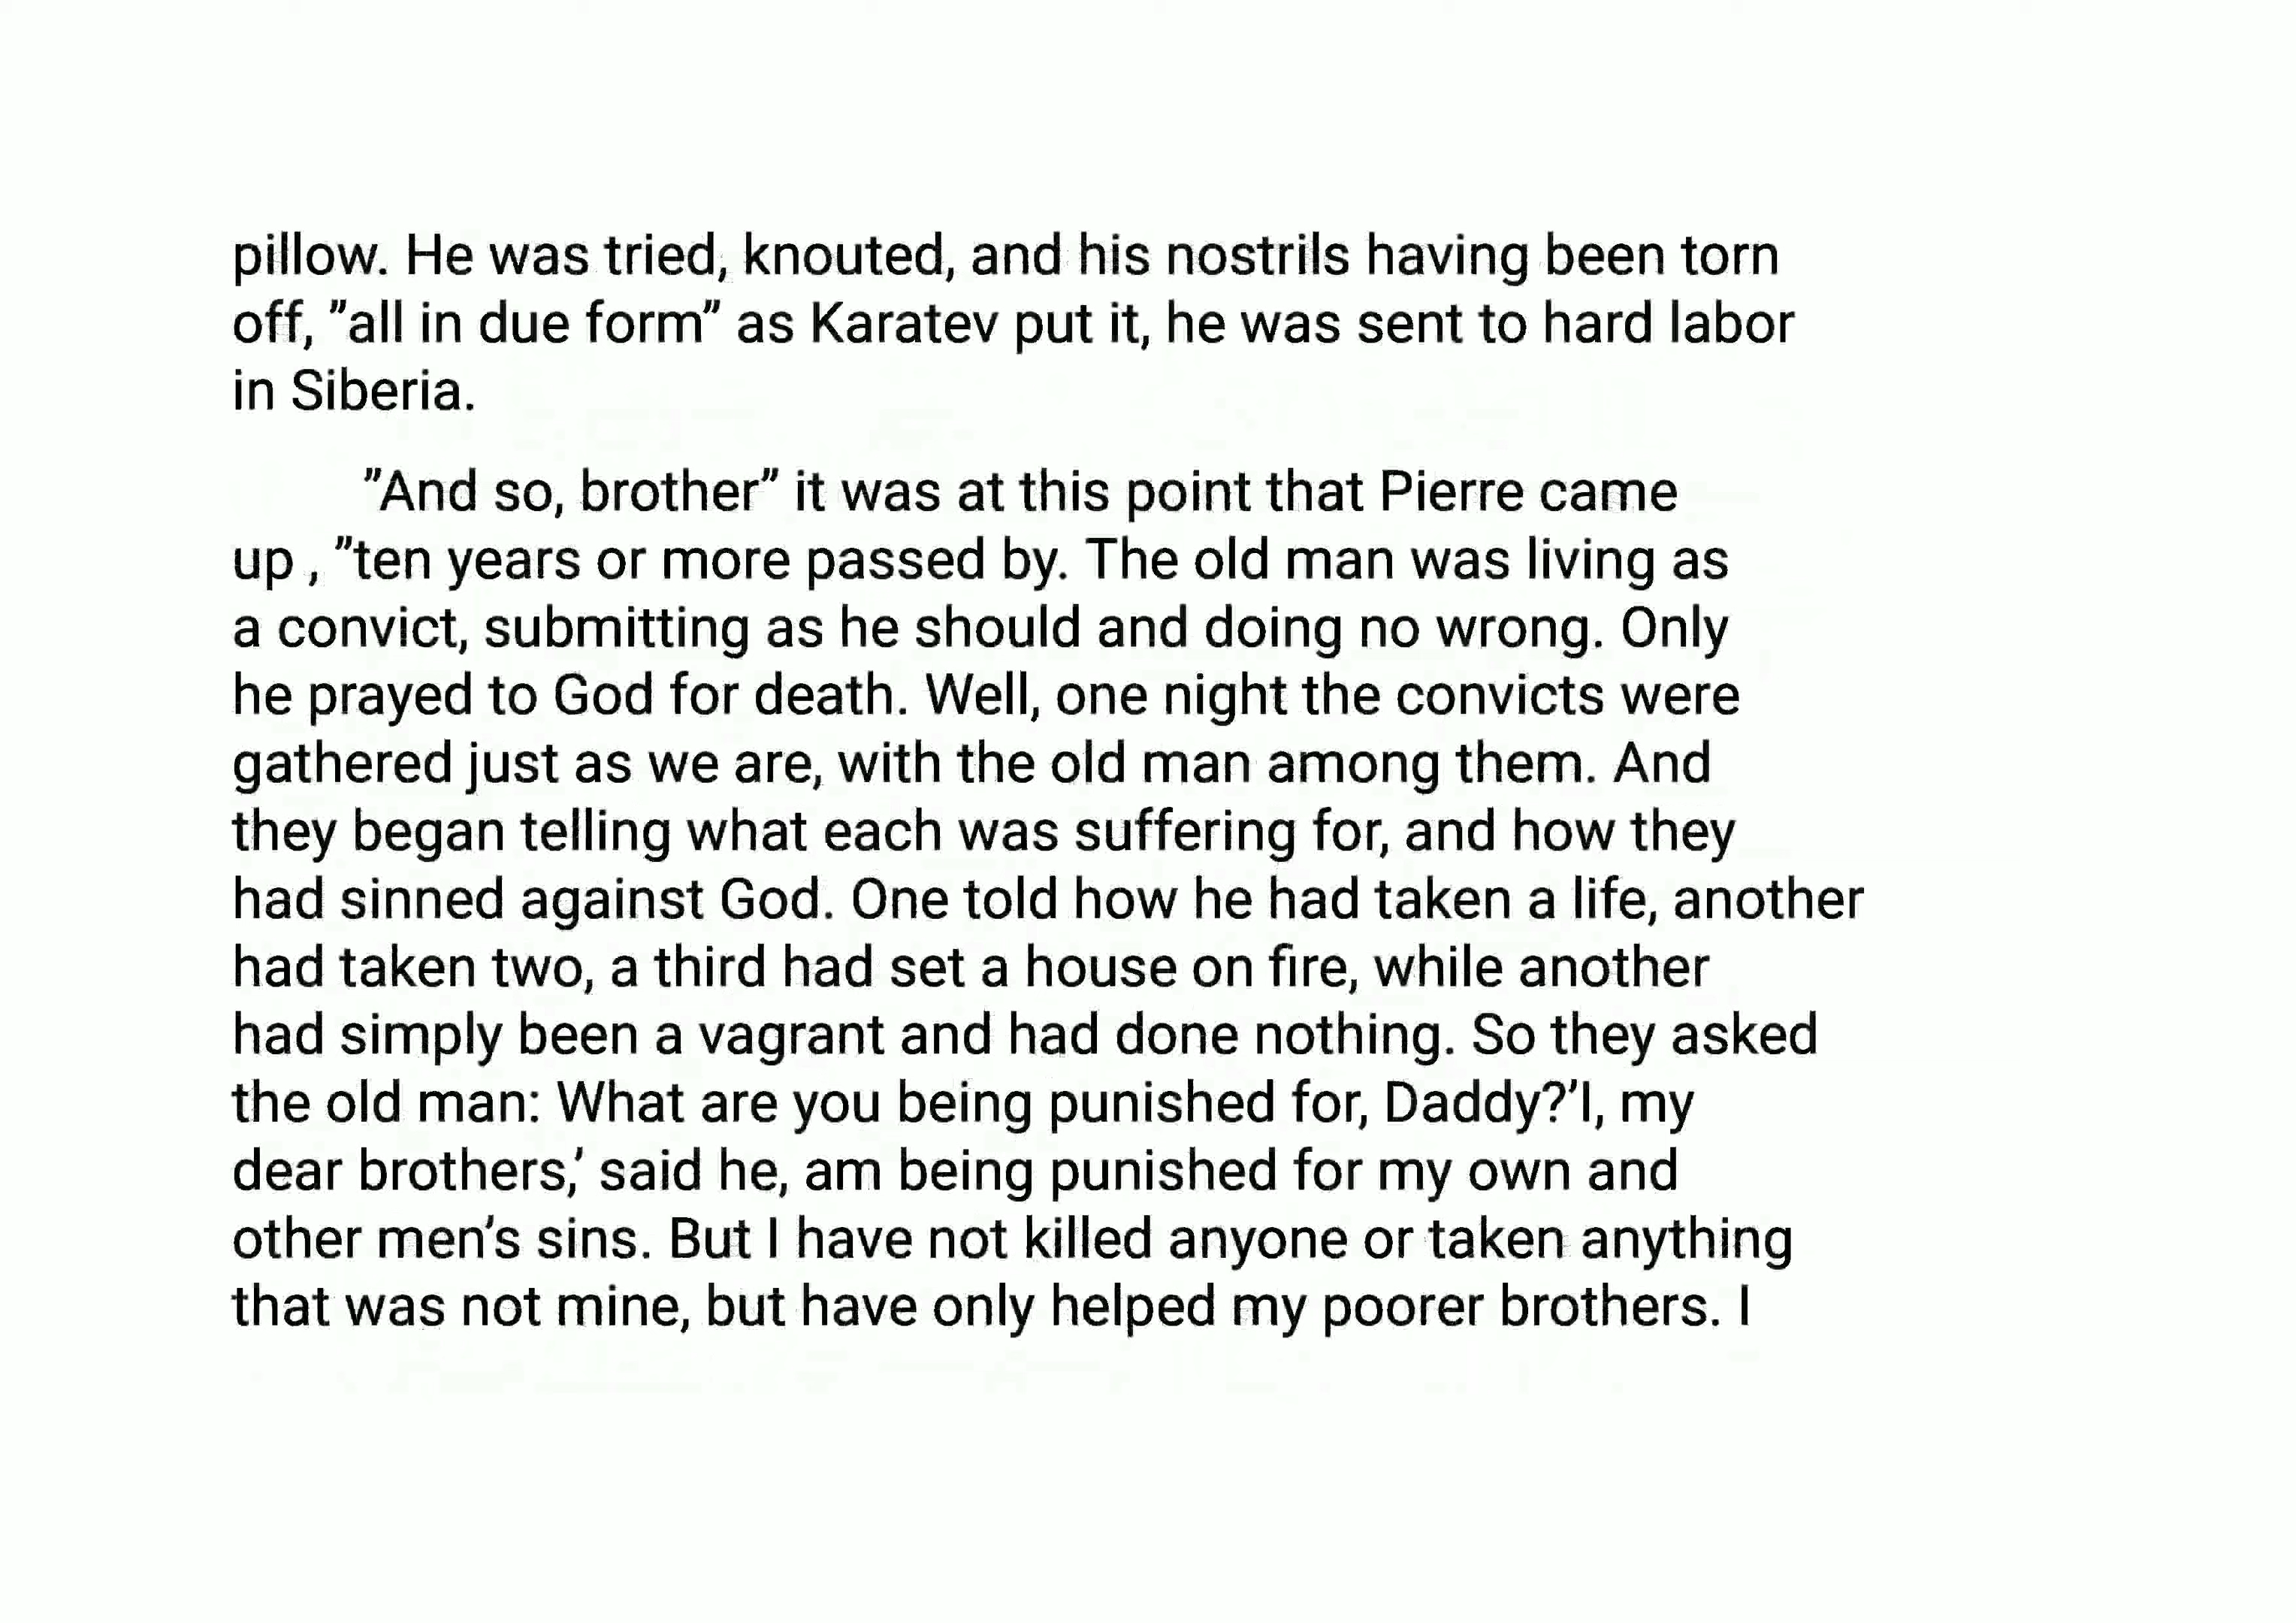 pillow. He was tried, knouted, and his nostrils having been torn
off, ”all in due form” as Karatev put it, he was sent to hard labor
in Siberia.
”And so, brother” it was at this point that Pierre came
up , ”ten years or more passed by. The old man was living as
a convict, submitting as he should and doing no wrong. Only
he prayed to God for death. Well, one night the convicts were
gathered just as we are, with the old man among them. And
they began telling what each was suffering for, and how they
had sinned against God. One told how he had taken a life, another
had taken two, a third had set a house on fire, while another
had simply been a vagrant and had done nothing. So they asked
the old man: What are you being punished for, Daddy?’I, my
dear brothers,’ said he, am being punished for my own and
other men’s sins. But I have not killed anyone or taken anything
that was not mine, but have only helped my poorer brothers. I